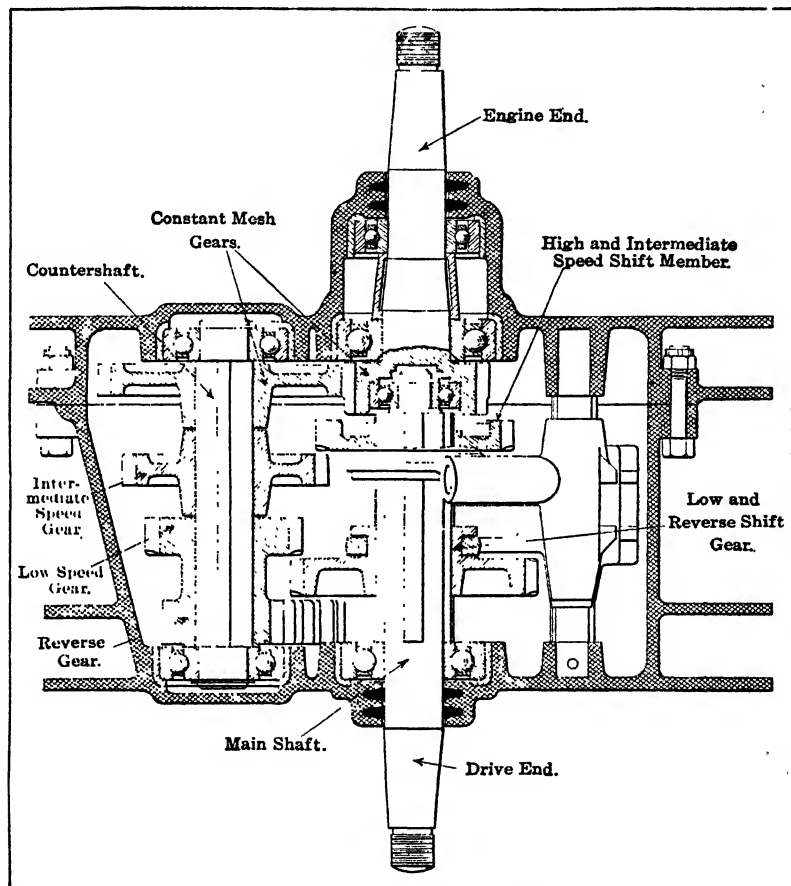 Engine End.
Constant Mesh
Gears.
High and Intermediate
Speed Shift Member.
Countershaft.
Inter-
mediate
Speed
Gear.
Low and
Reverse Shift
Gear.
Low Speed
Gear.
Reverse
Gear.
Main Shaft.
Drive End.